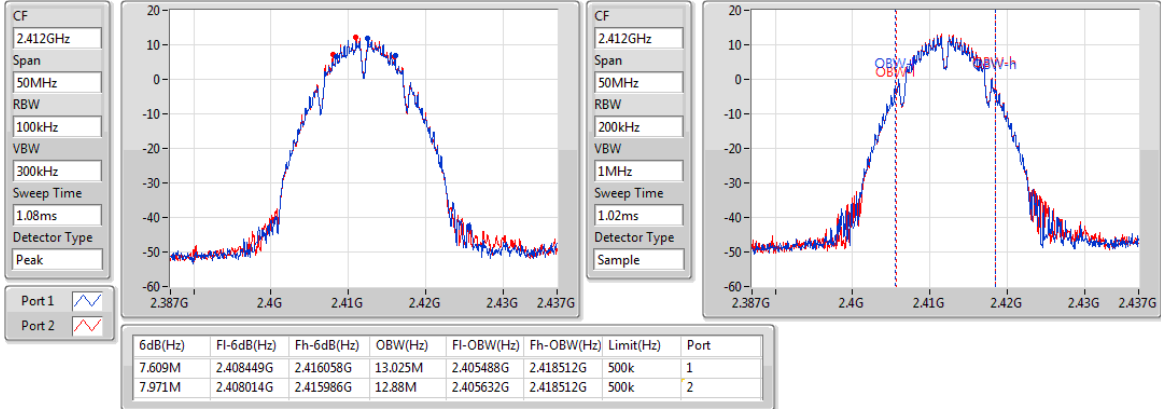 CF
2.412GHz
Span
50MHz
RBW
100kHz
VBW
300kHz
Sweep Time
1.08ms
Detector Type
Peak
Port 1
Port 2
20
10
0
-10
-20
-30
-40
-50
-60
2.387G 2.4G 2.41G 2.42G 2.43G 2.437G
CF
2.412GHz
Span
50MHz
RBW
200kHz
VBW
1MHz
Sweep Time
1.02ms
Detector Type
Sample
20
10
0
-10
-20
-30
-40
-50
-60
OBW-h
2.387G 2.4G 2.41G 2.42G 2.43G 2.437G
6dB(Hz) Fl-6dB(Hz) Fh-6dB(Hz) OBW(Hz) Fl-OBW(Hz) Fh-OBW(Hz) Limit(Hz) Port
7.609M 2.408449G 2.416058G 13.025M 2.405488G 2.418512G 500k 1
7.971M 2.408014G 2.415986G 12.88M 2.405632G 2.418512G 500k 2